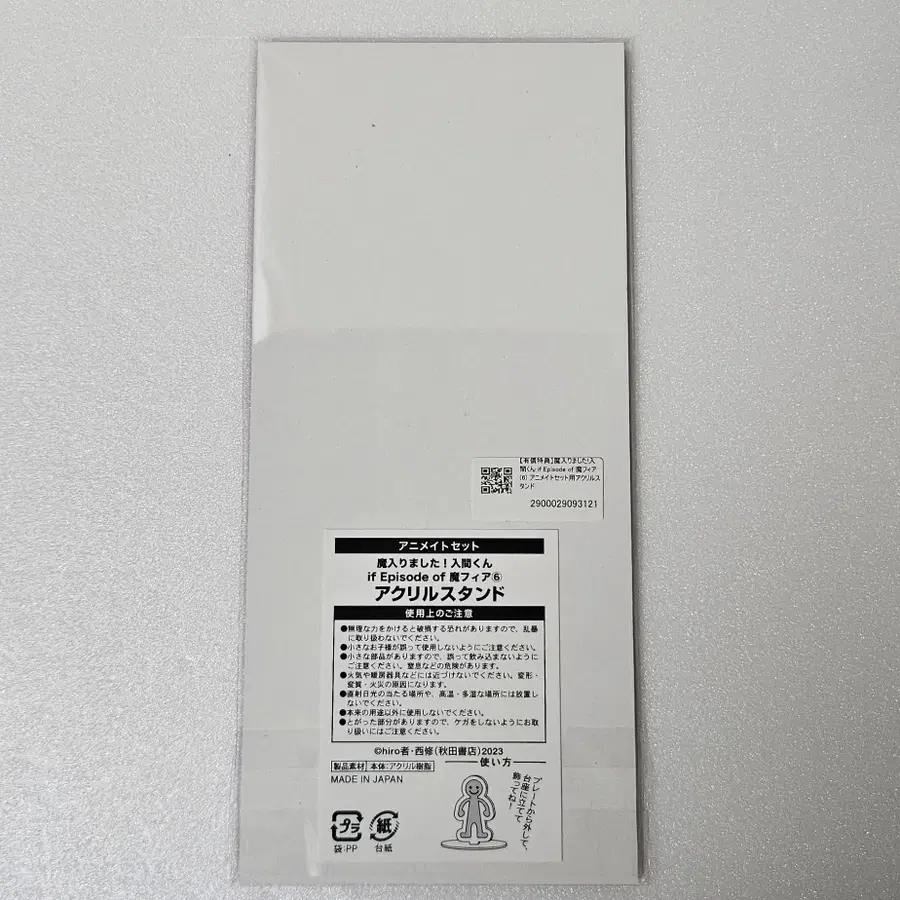 【有償特典】魔入りました!入
間くん if Episode of 魔フィア
(6) アニメイトセット用アクリルス
タンド
2900029093121
アニメイトセット
魔入りました!入間くん
if Episode of 魔フィア⑥
アクリルスタンド
使用上のご注意
●無理な力をかけると破損する恐れがありますので、乱暴
に取り扱わないでください。
●小さなお子様が誤って使用しないようにご注意ください。
●小さな部品がありますので、誤って飲み込まないように
ご注意ください。窒息などの危険があります。
●火気や暖房器具などには近づけないでください。変形・
変質・火災の原因になります。
●直射日光の当たる場所や、高温・多湿な場所には放置し
ないでください。
●本来の用途以外に使用しないでください。
●とがった部分がありますので、ケガをしないようにお取
り扱いにはご注意ください。
©hiro者・西修(秋田書店)2023
製品素材 本体:アクリル樹脂
MADE IN JAPAN
使い方
プレートから外して、
台座に立てて
飾ってね!
プラ
袋:PP
紙
台紙